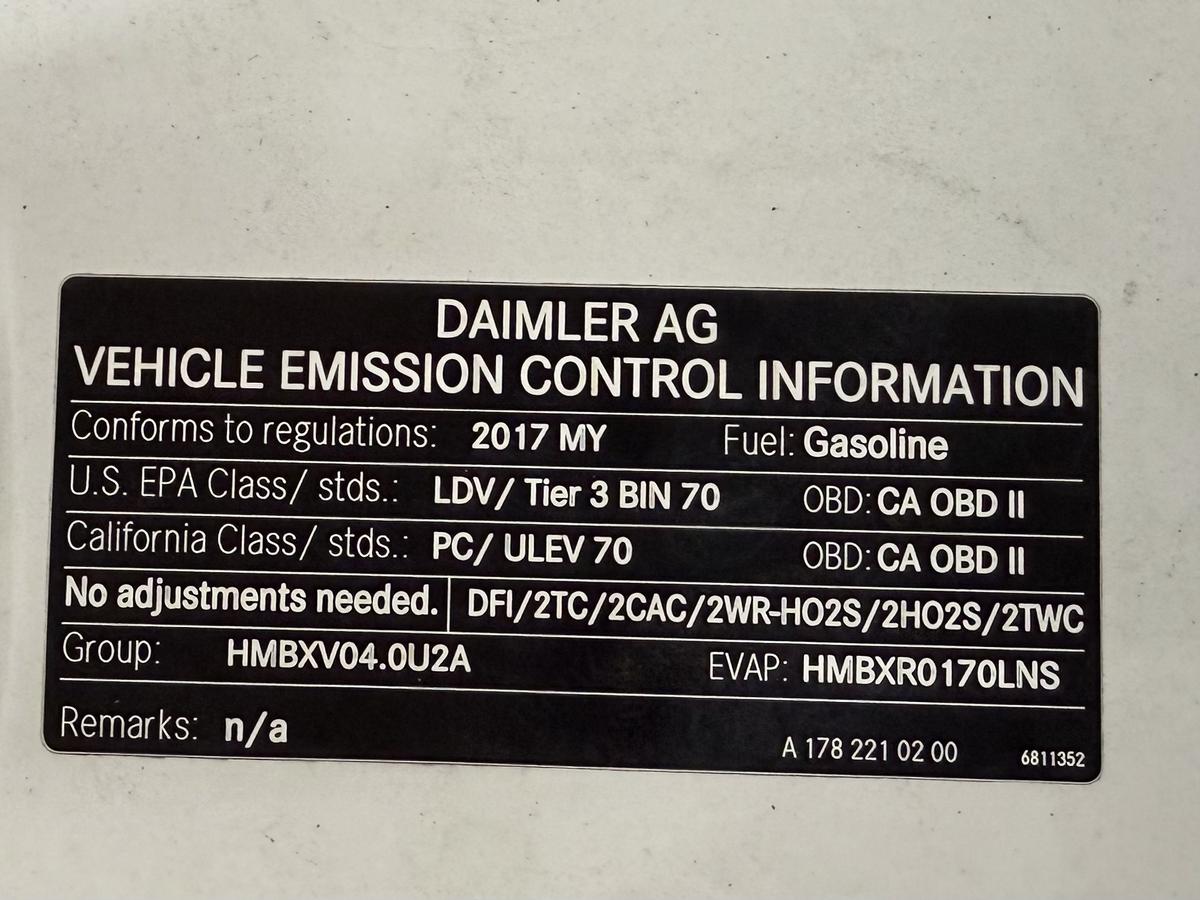 DAIMLER AG
VEHICLE EMISSION CONTROL INFORMATION
Conforms to regulations: 2017 MY Fuel: Gasoline
U.S. EPA Class/ stds.: LDV/ Tier 3 BIN 70 OBD: CA OBD II
California Class/ stds.: PC/ ULEV 70 OBD: CA OBD II
No adjustments needed. DFI/2TC/2CAC/2WR-HO2S/2HO2S/2TWC
Group: HMBXV04.0U2A EVAP: HMBXR0170LNS
Remarks: n/a A 178 221 02 00 6811352